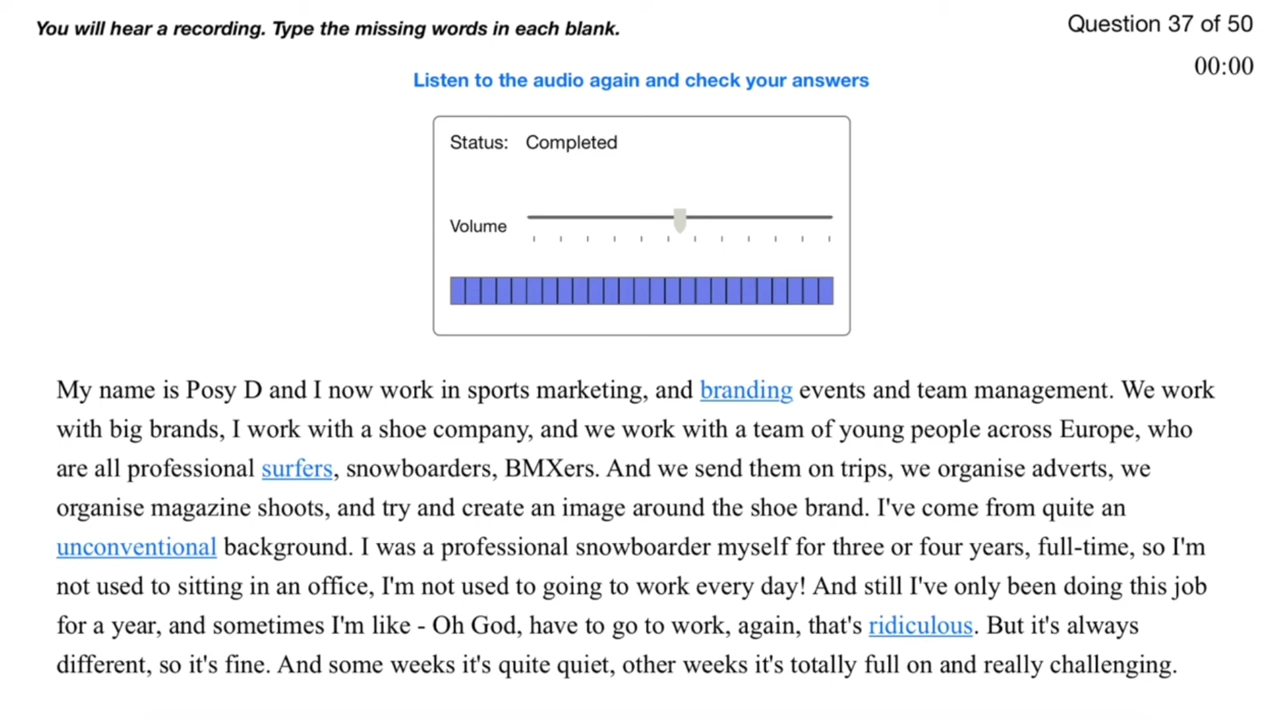 You will hear a recording. Type the missing words in each blank.
Question 37 of 50
00:00
Listen to the audio again and check your answers
Status: Completed
Volume
My name is Posy D and I now work in sports marketing, and branding events and team management. We work
with big brands, I work with a shoe company, and we work with a team of young people across Europe, who
are all professional surfers, snowboarders, BMXers. And we send them on trips, we organise adverts, we
organise magazine shoots, and try and create an image around the shoe brand. I've come from quite an
unconventional background. I was a professional snowboarder myself for three or four years, full-time, so I'm
not used to sitting in an office, I'm not used to going to work every day! And still I've only been doing this job
for a year, and sometimes I'm like - Oh God, have to go to work, again, that's ridiculous. But it's always
different, so it's fine. And some weeks it's quite quiet, other weeks it's totally full on and really challenging.